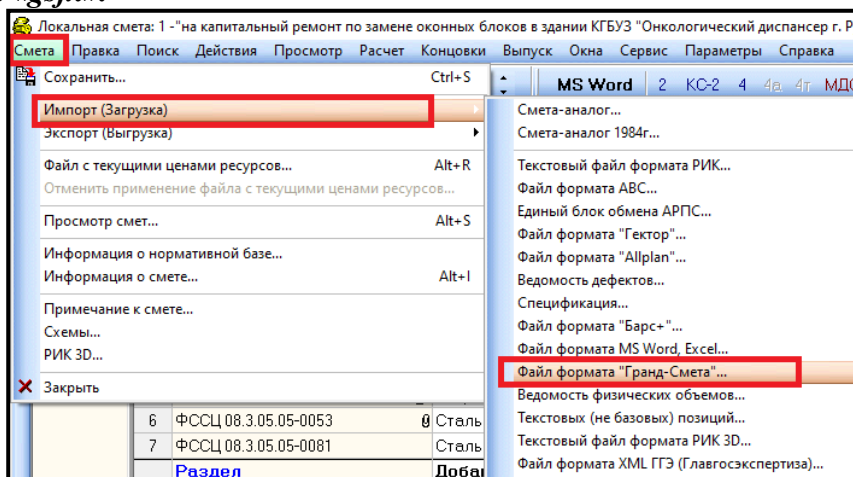 Локальная смета: 1 -"на капитальный ремонт по замене оконных блоков в здании КГБУЗ "Онкологический диспансер г. Р
Смета Правка Поиск Действия Просмотр Расчет Концовки Выпуск Окна Сервис Параметры Справка
Сохранить... Ctrl+S
MS Word 2 КС-2 4 4а 4т МДС
Импорт (Загрузка)
Экспорт (Выгрузка)
Файл с текущими ценами ресурсов... Alt+R
Отменить применение файла с текущими ценами ресурсов...
Просмотр смет... Alt+S
Информация о нормативной базе...
Информация о смете... Alt+I
Примечание к смете...
Схемы...
РИК 3D...
Закрыть
Смета-аналог...
Смета-аналог 1984г...
Текстовый файл формата РИК...
Файл формата АВС...
Единый блок обмена АРПС...
Файл формата "Гектор"...
Файл формата "Allplan"...
Ведомость дефектов...
Спецификация...
Файл формата "Барс+"...
Файл формата MS Word, Excel...
Файл формата "Гранд-Смета"...
Ведомость физических объемов...
Текстовых (не базовых) позиций...
Текстовый файл формата РИК 3D...
Файл формата XML ГГЭ (Главгосэкспертиза)...
6 ФССЦ 08.3.05.05-0053 Сталь
7 ФССЦ 08.3.05.05-0081 Сталь
Раздел Добав